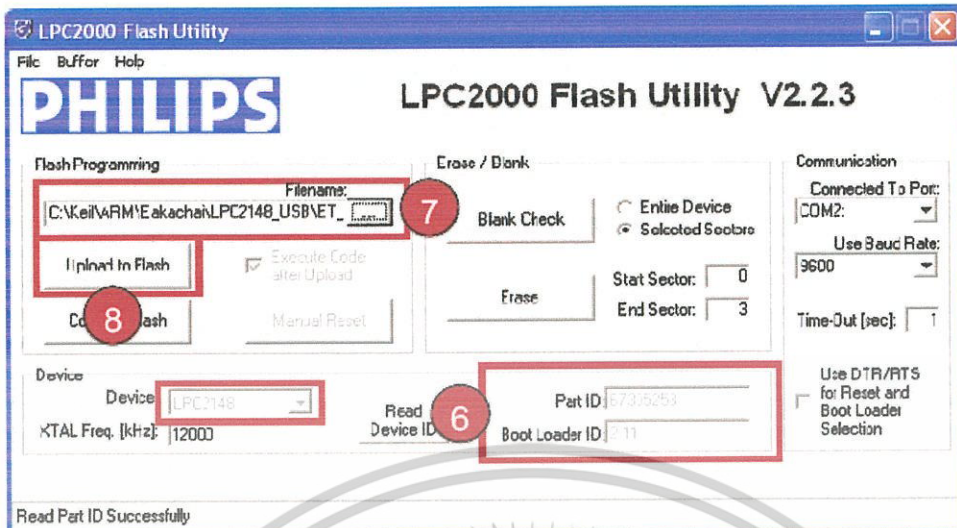 LPC2000 Flash Utility
File Buffer Help
PHILIPS
LPC2000 Flash Utility V2.2.3
Flash Programming
Filename:
C:\Keil\ARM\Eakachai\LPC2148_USB\ET_ ...
7
Upload to Flash
Execute Code
after Upload
8
Flash
Manual Reset
Erase / Blank
Blank Check
Entire Device
Selected Sectors
Erase
Start Sector: 0
End Sector: 3
Communication
Connected To Port:
COM2:
Use Baud Rate:
9600
Time-Out [sec]: 1
Use DTR/RTS
for Reset and
Boot Loader
Selection
Device
Device:
LPC2148
XTAL Freq. [kHz]: 12000
Read
Device ID
6
Part ID:
Boot Loader ID: 2.11
Read Part ID Successfully